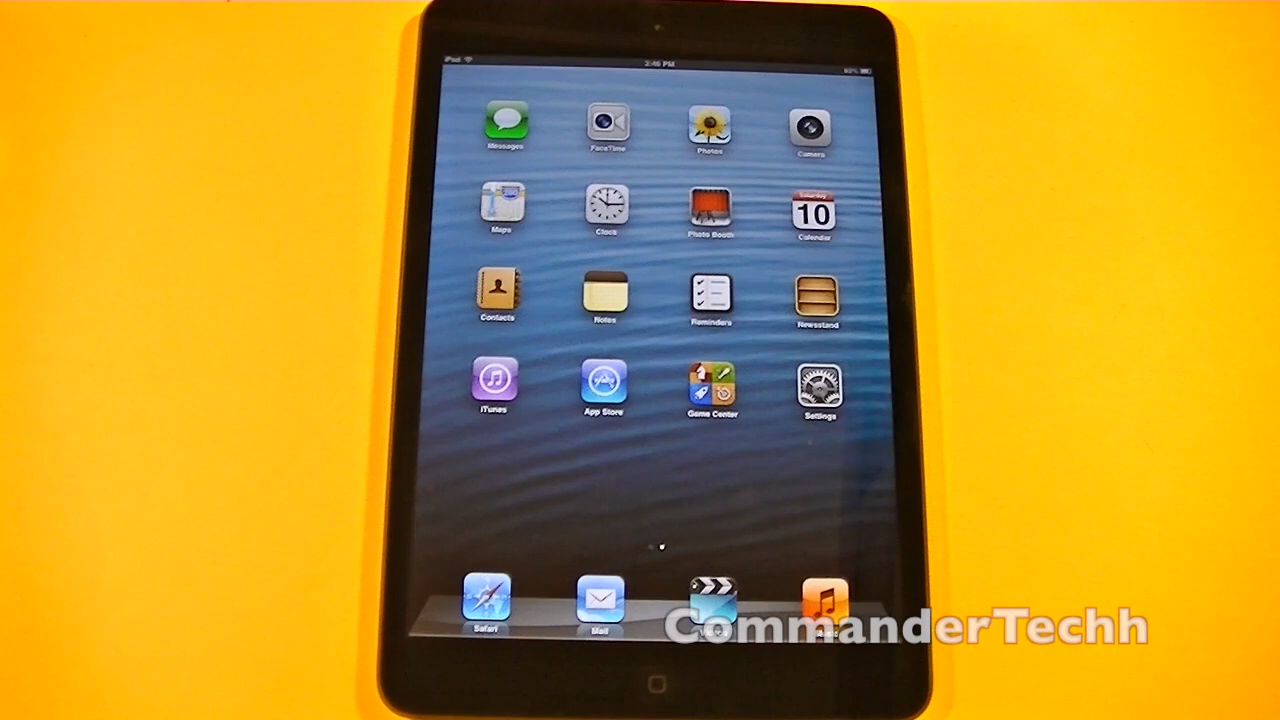 iPad 2:46 PM
Messages FaceTime Photos Camera
Maps Clock Photo Booth Saturday 10 Calendar
Contacts Notes Reminders Newsstand
iTunes App Store Game Center Settings
Safari Mail
CommanderTechh